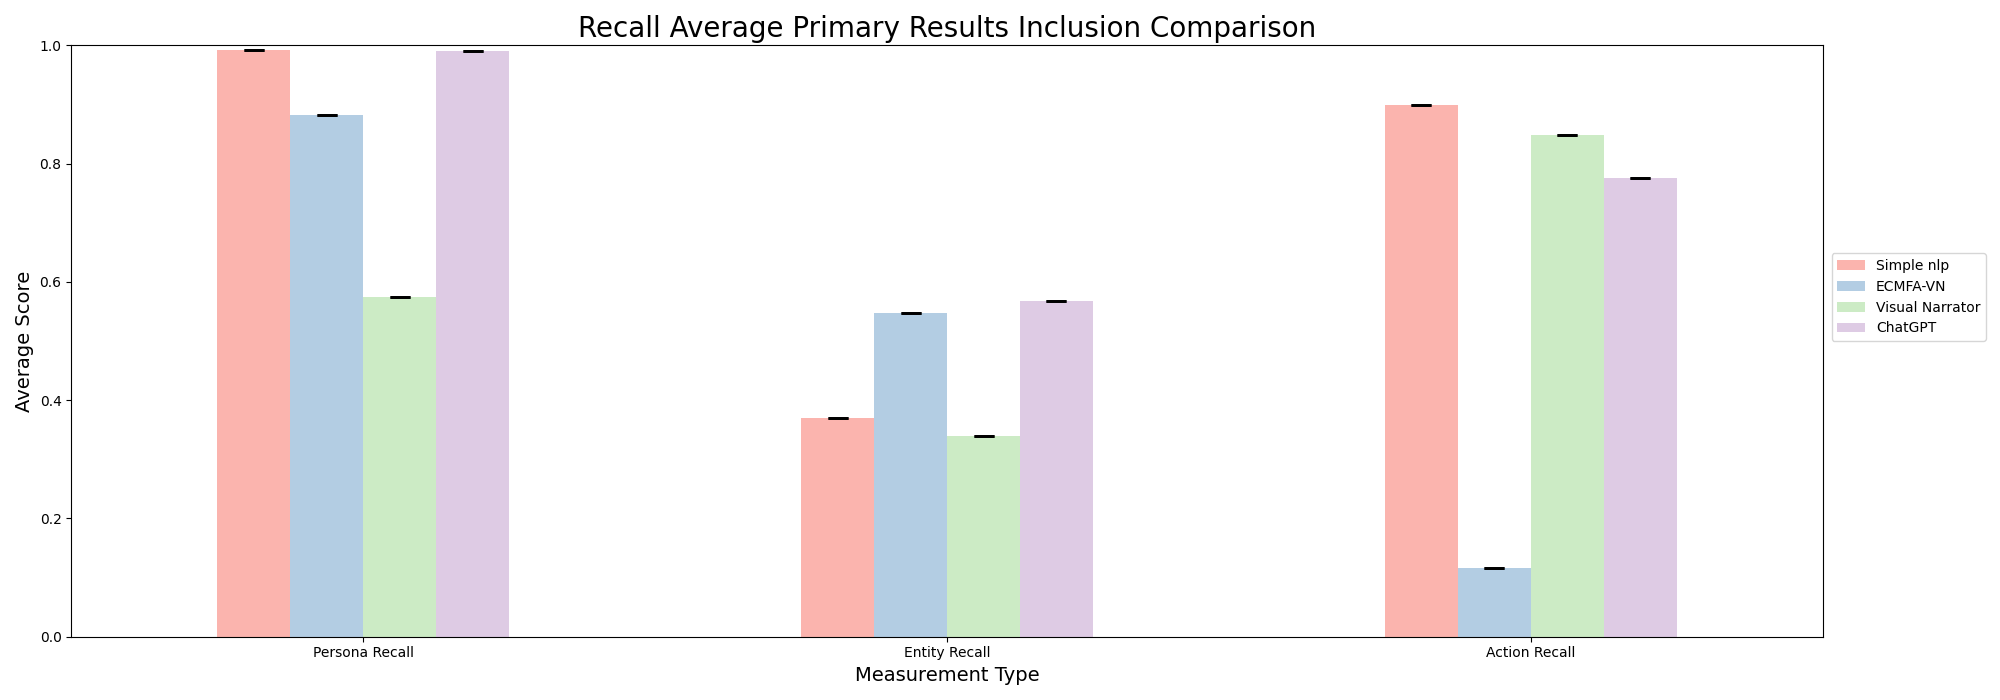 Recall Average Primary Results Inclusion Comparison
1.0
0.8
0.6
0.4
0.2
0.0
Average Score
Persona Recall
Entity Recall
Action Recall
Measurement Type
Simple nlp
ECMFA-VN
Visual Narrator
ChatGPT